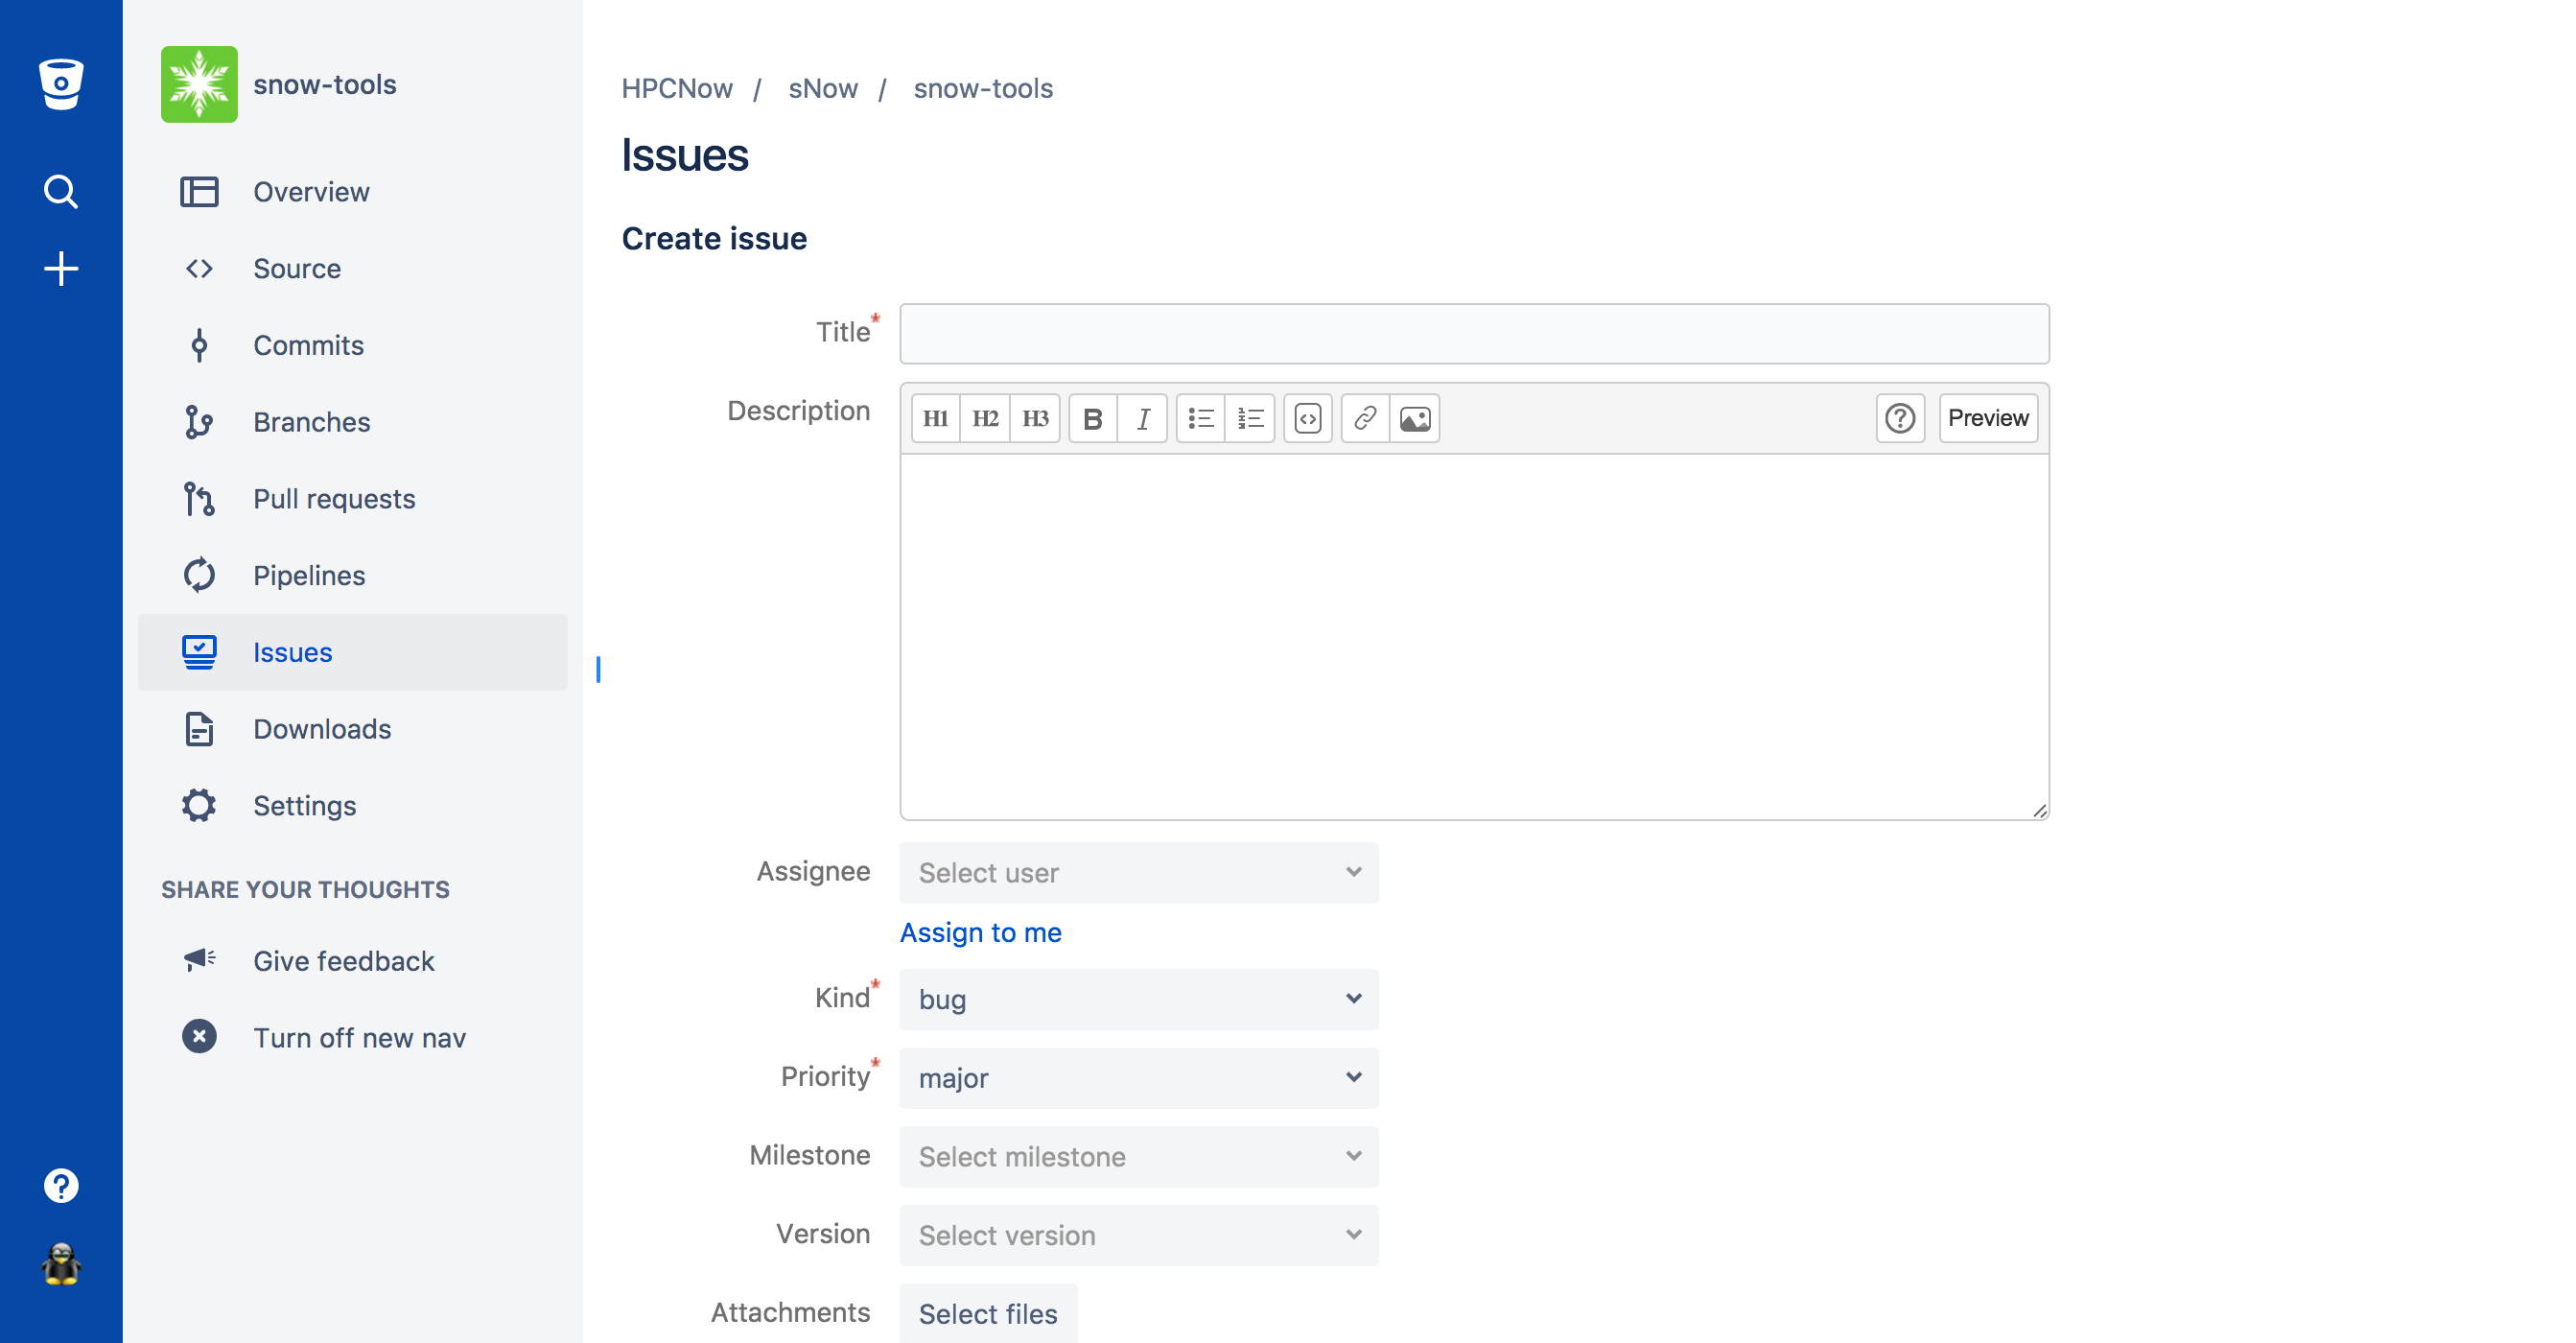 snow-tools
Overview
Source
Commits
Branches
Pull requests
Pipelines
Issues
Downloads
Settings
SHARE YOUR THOUGHTS
Give feedback
Turn off new nav
HPCNow / sNow / snow-tools
Issues
Create issue
Title*
Description
H1 H2 H3 B I Preview
Assignee Select user
Assign to me
Kind* bug
Priority* major
Milestone Select milestone
Version Select version
Attachments Select files